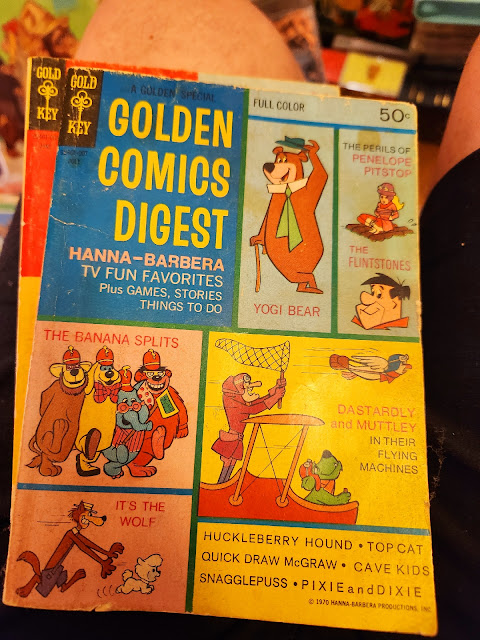 GOLD
KEY
GOLD
KEY
A GOLDEN SPECIAL
GOLDEN
COMICS
DIGEST
HANNA-BARBERA
TV FUN FAVORITES
Plus GAMES, STORIES
THINGS TO DO
FULL COLOR
50¢
YOGI BEAR
THE PERILS OF
PENELOPE
PITSTOP
THE
FLINTSTONES
THE BANANA SPLITS
DASTARDLY
and MUTTLEY
IN THEIR
FLYING
MACHINES
IT'S THE
WOLF
HUCKLEBERRY HOUND • TOP CAT
QUICK DRAW McGRAW • CAVE KIDS
SNAGGLEPUSS • PIXIE and DIXIE
© 1970 HANNA-BARBERA PRODUCTIONS, INC.